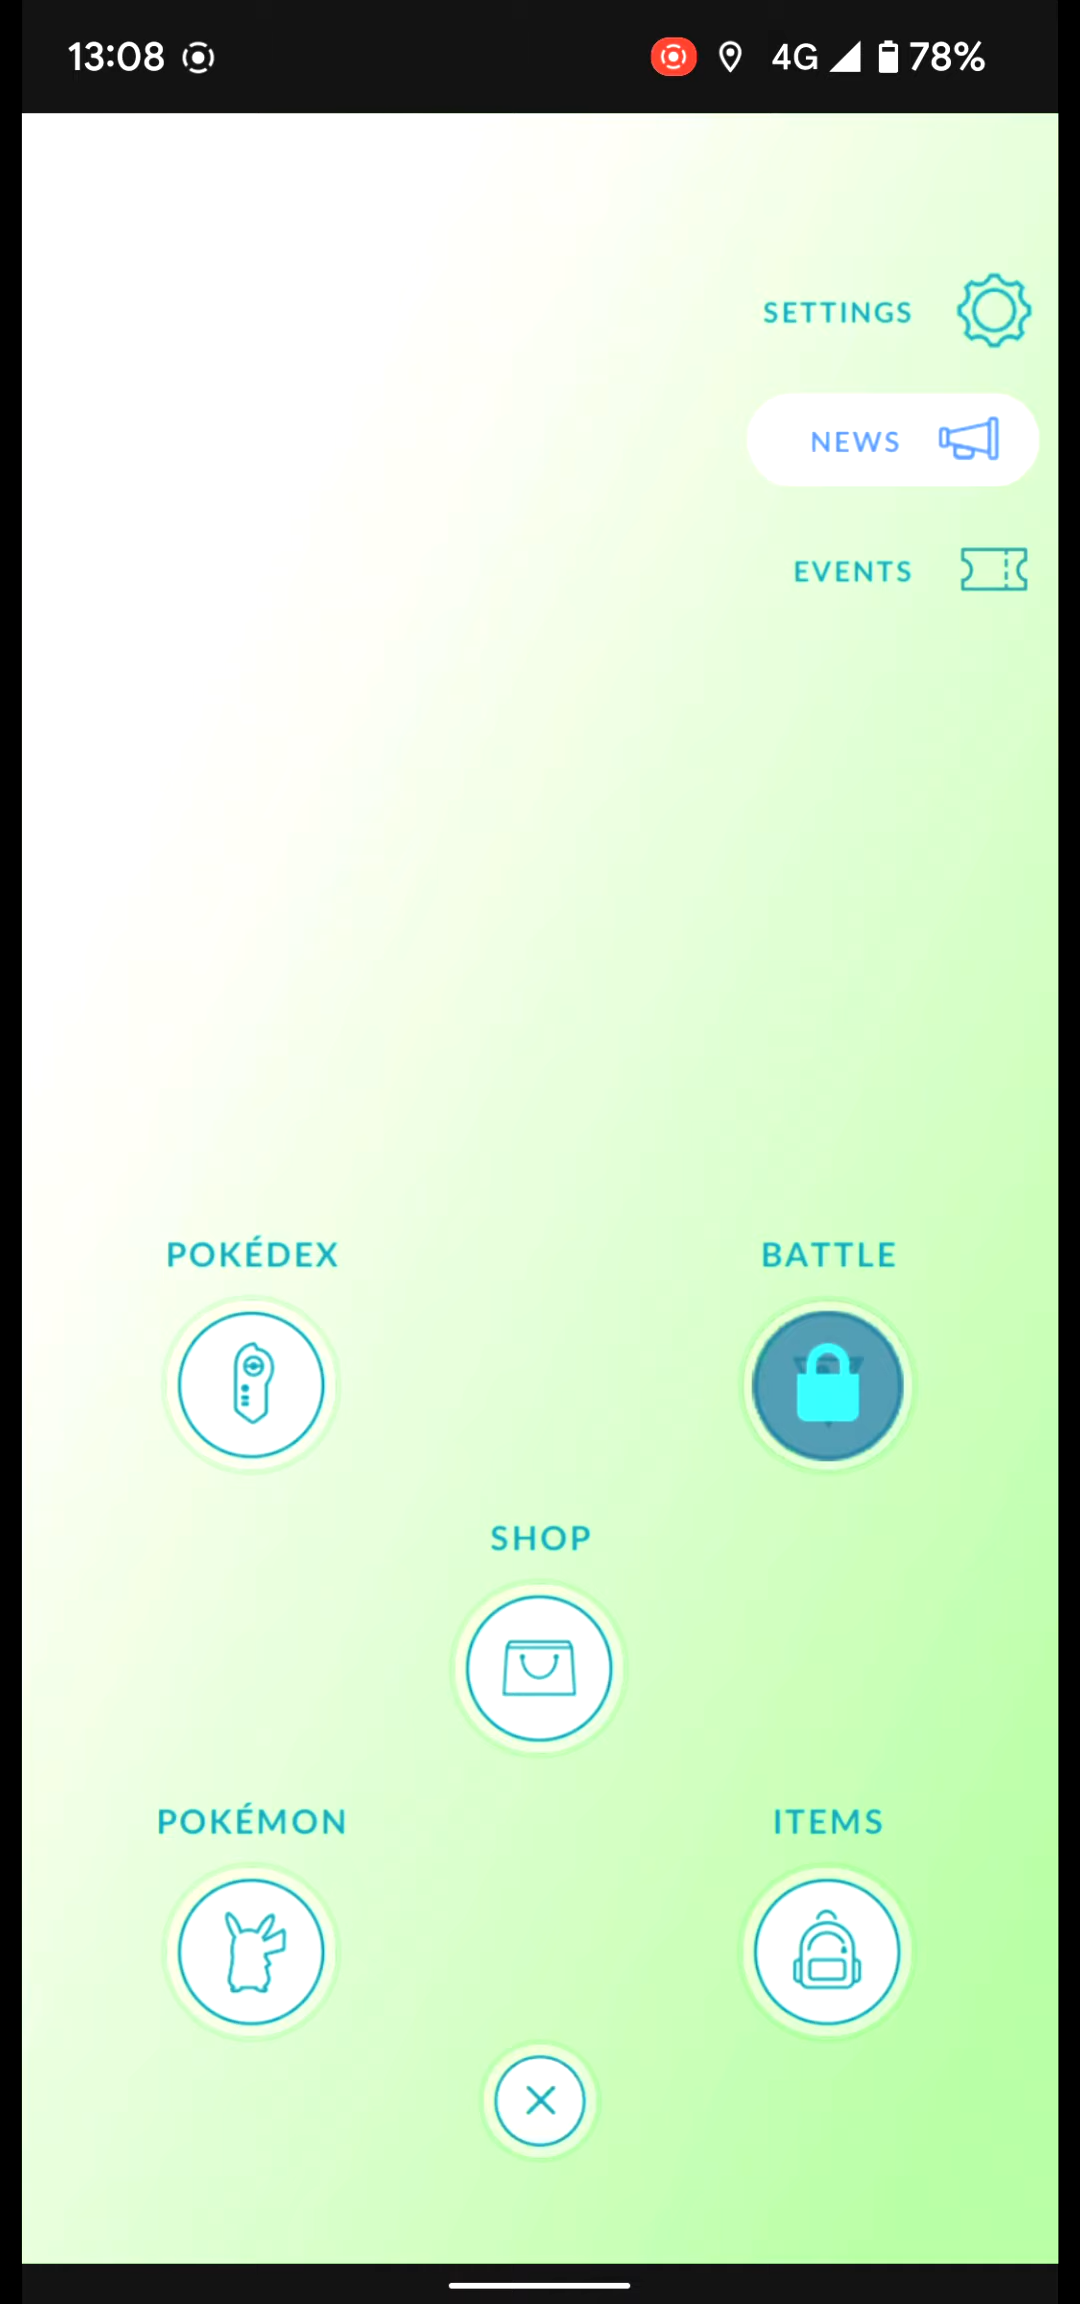 13:08
4G
78%
SETTINGS
NEWS
EVENTS
POKÉDEX
BATTLE
SHOP
POKÉMON
ITEMS